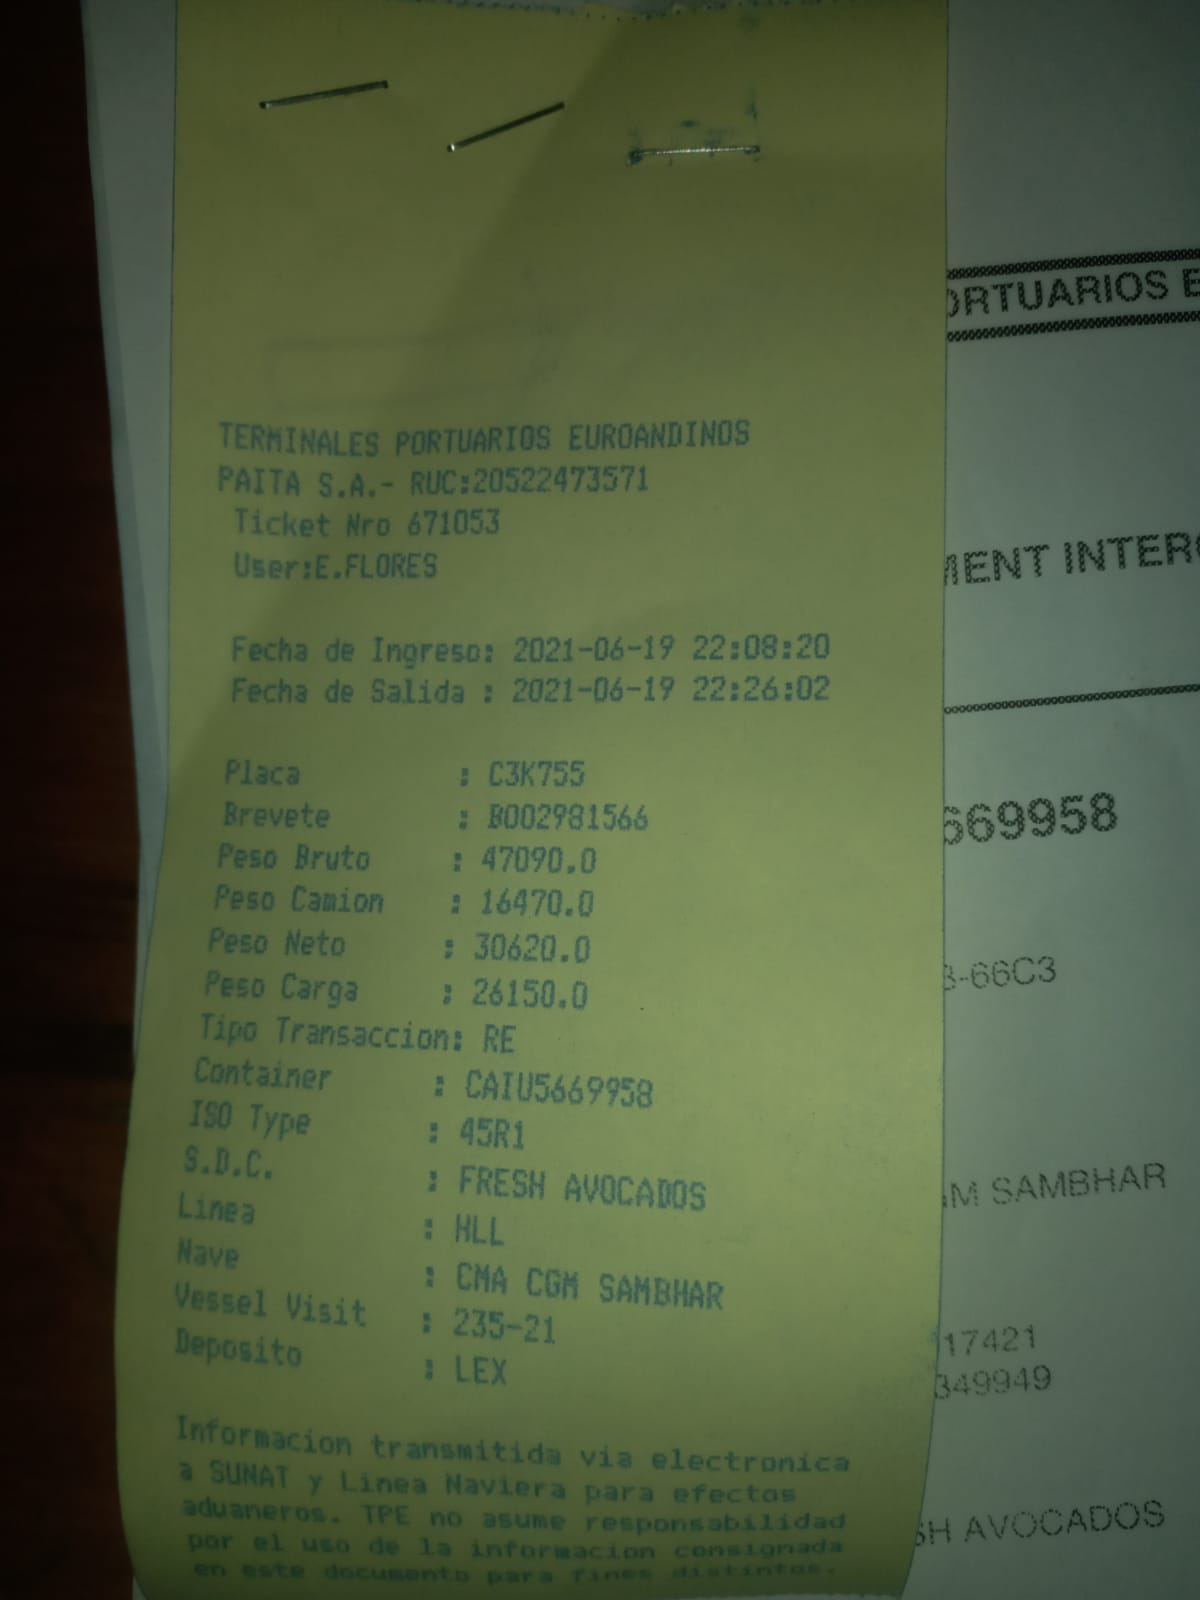 TERMINALES PORTUARIOS EUROANDINOS
PAITA S.A.- RUC:20522473571
Ticket Nro 671053
User:E.FLORES
Fecha de Ingreso: 2021-06-19 22:08:20
Fecha de Salida : 2021-06-19 22:26:02
Placa : C3K755
Brevete : B002981566
Peso Bruto : 47090.0
Peso Camion : 16470.0
Peso Neto : 30620.0
Peso Carga : 26150.0
Tipo Transaccion: RE
Container : CAIU5669958
ISO Type : 45R1
S.D.C. : FRESH AVOCADOS
Linea : HLL
Nave : CMA CGM SAMBHAR
Vessel Visit : 235-21
Deposito : LEX
Informacion transmitida via electronica
a SUNAT y Linea Naviera para efectos
aduaneros. TPE no asume responsabilidad
por el uso de la informacion consignada
en este documento para fines distintos.
ORTUARIOS E
MENT INTERC
669958
3-66C3
GM SAMBHAR
17421
349949
SH AVOCADOS